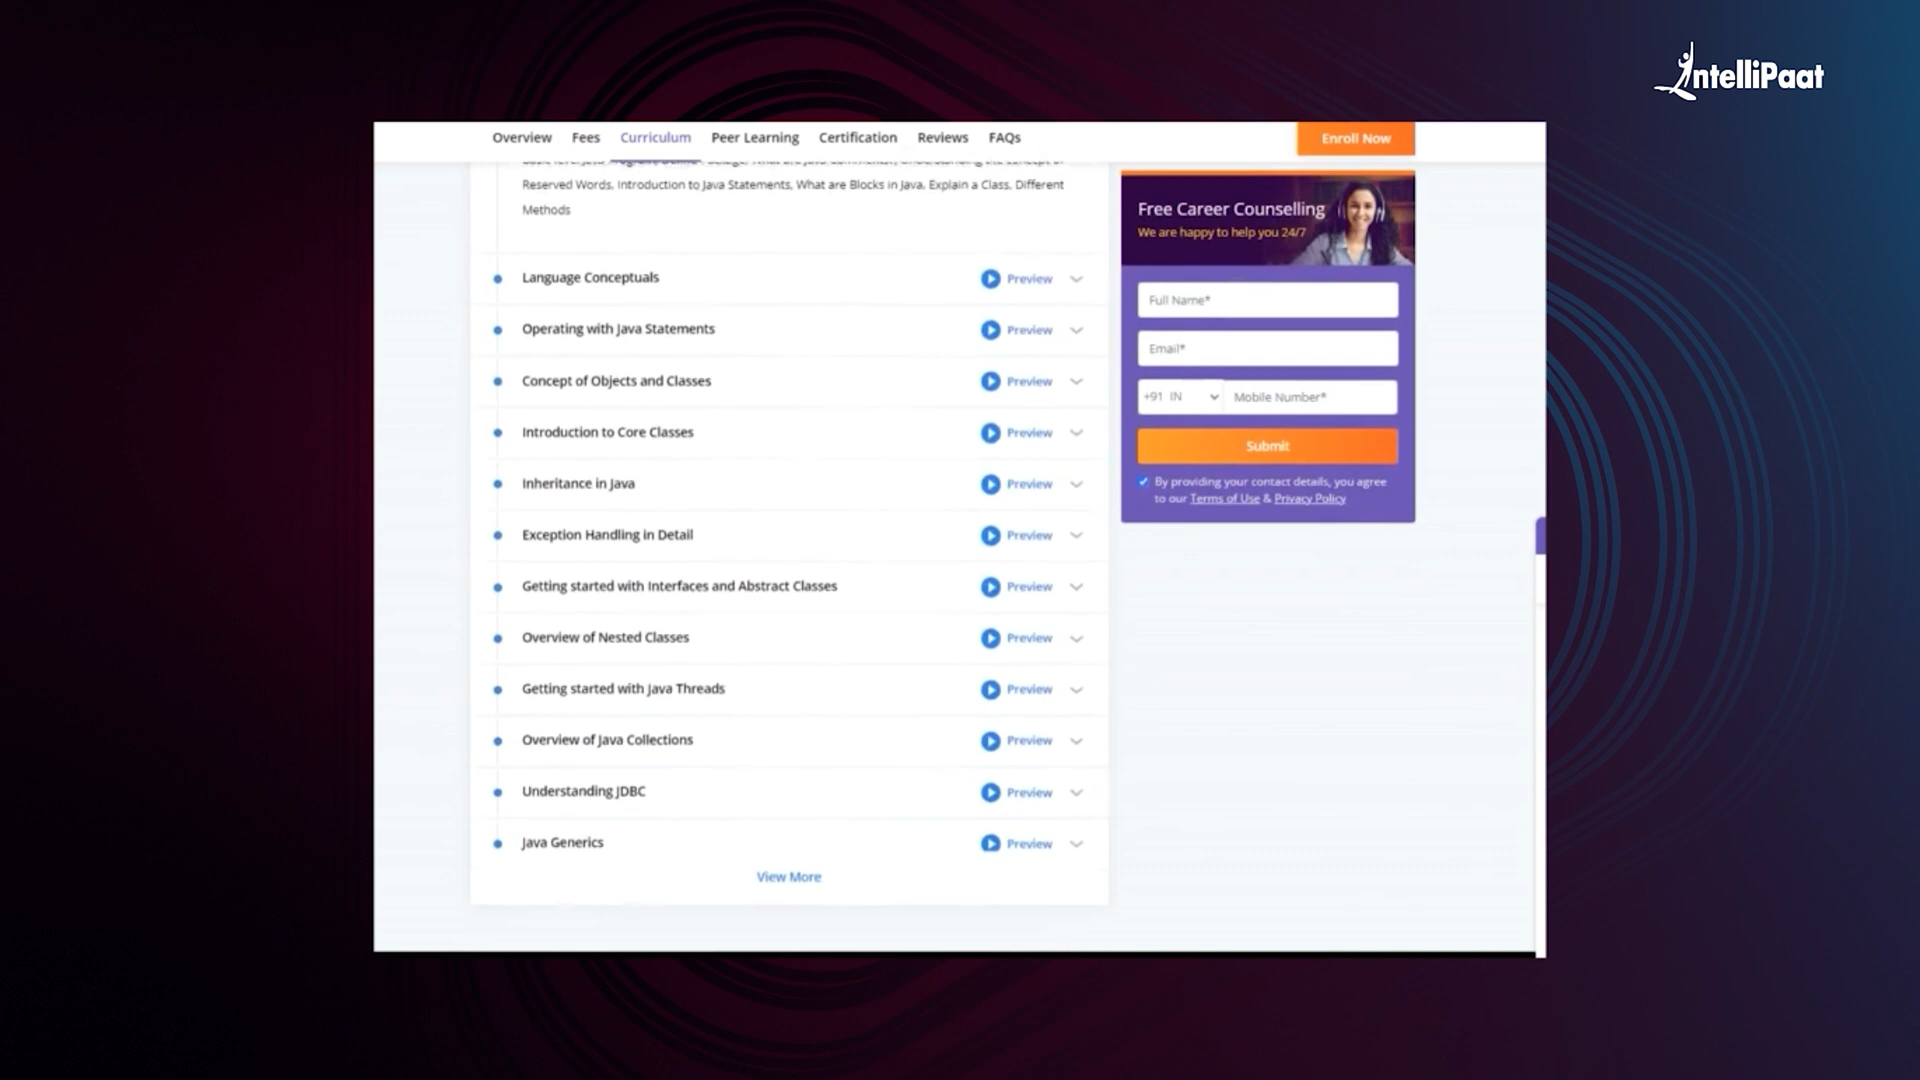 IntelliPaat
Overview Fees Curriculum Peer Learning Certification Reviews FAQs Enroll Now
Reserved Words, Introduction to Java Statements, What are Blocks in Java, Explain a Class, Different
Methods
Free Career Counselling
We are happy to help you 24/7
Full Name*
Email*
+91 IN Mobile Number*
Submit
By providing your contact details, you agree
to our Terms of Use & Privacy Policy
Language Conceptuals Preview
Operating with Java Statements Preview
Concept of Objects and Classes Preview
Introduction to Core Classes Preview
Inheritance in Java Preview
Exception Handling in Detail Preview
Getting started with Interfaces and Abstract Classes Preview
Overview of Nested Classes Preview
Getting started with Java Threads Preview
Overview of Java Collections Preview
Understanding JDBC Preview
Java Generics Preview
View More